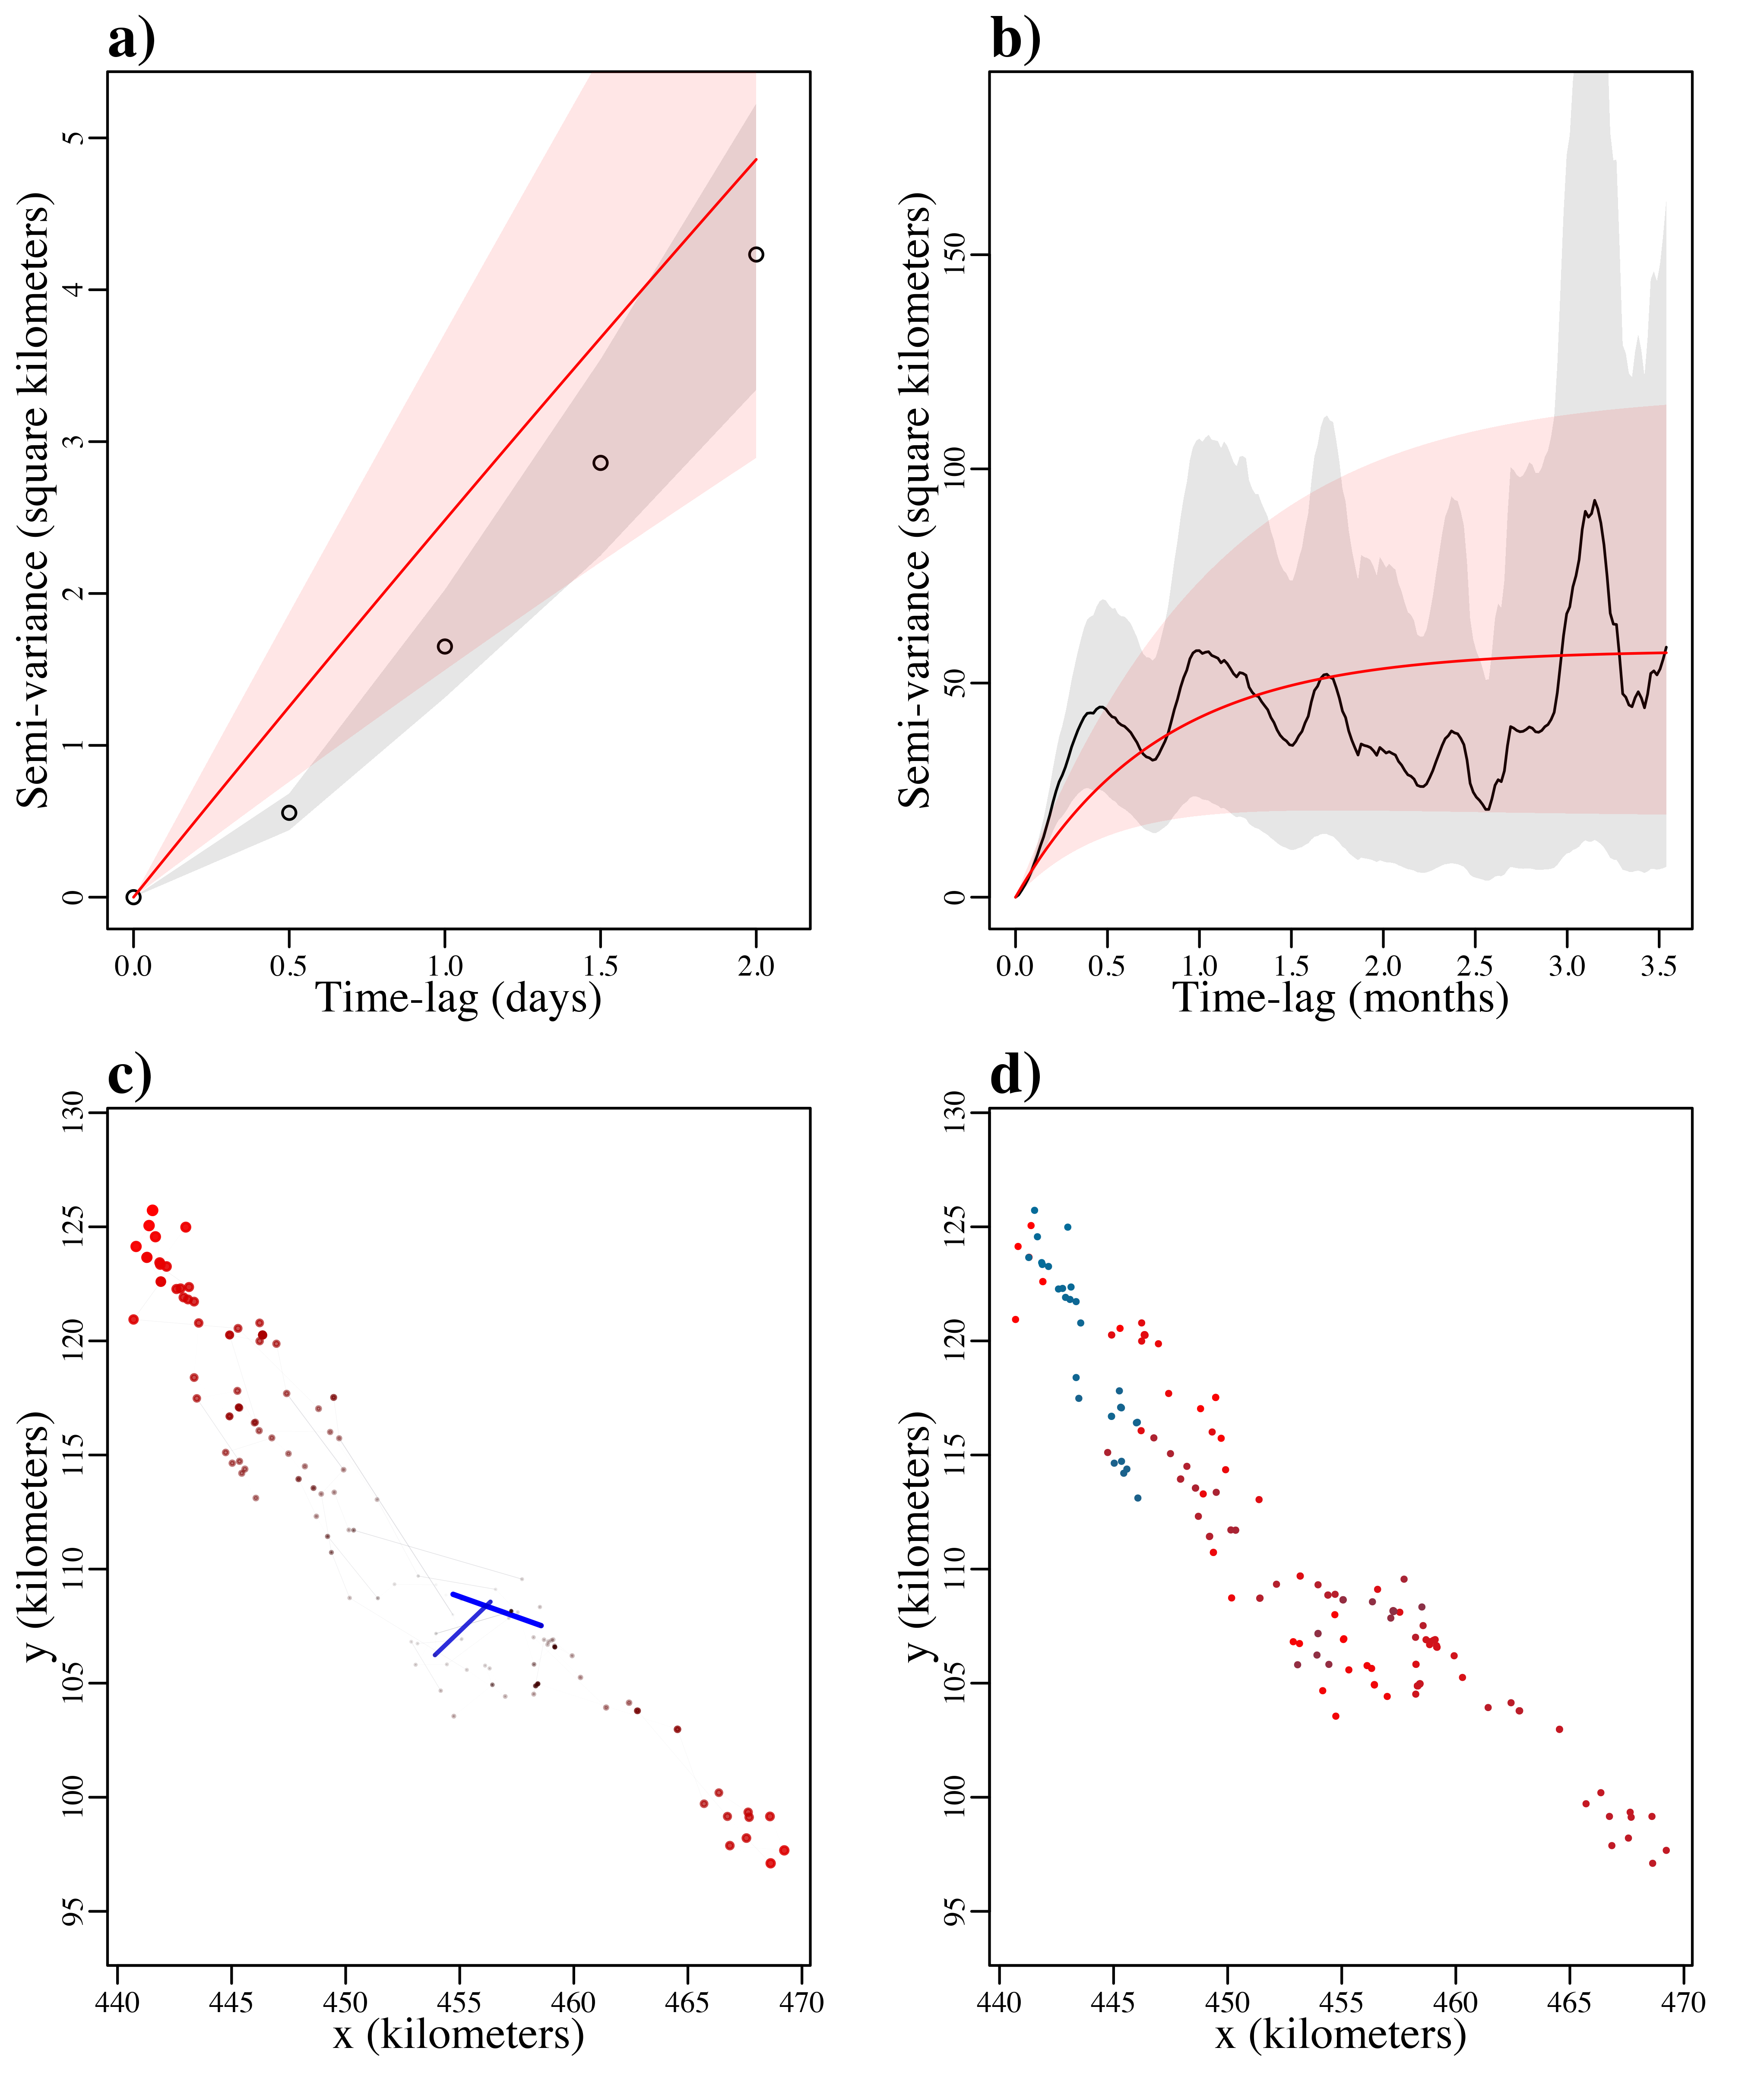 a)
Semi-variance (square kilometers)
5
4
3
2
1
0
0.0 0.5 1.0 1.5 2.0
Time-lag (days)
b)
Semi-variance (square kilometers)
150
100
50
0
0.0 0.5 1.0 1.5 2.0 2.5 3.0 3.5
Time-lag (months)
c)
y (kilometers)
130
125
120
115
110
105
100
95
440 445 450 455 460 465 470
x (kilometers)
d)
y (kilometers)
130
125
120
115
110
105
100
95
440 445 450 455 460 465 470
x (kilometers)